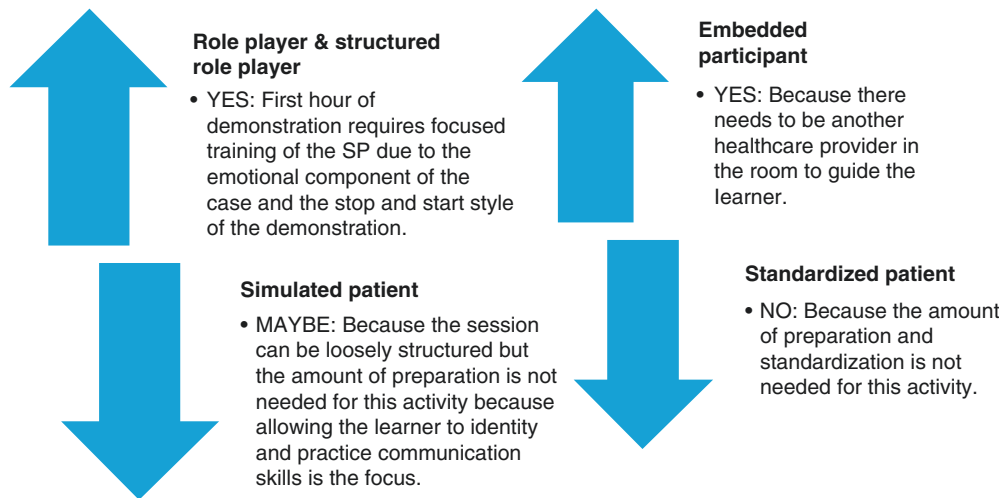 Role player & structured
role player
• YES: First hour of
demonstration requires focused
training of the SP due to the
emotional component of the
case and the stop and start style
of the demonstration.
Simulated patient
• MAYBE: Because the session
can be loosely structured but
the amount of preparation is not
needed for this activity because
allowing the learner to identity
and practice communication
skills is the focus.
Embedded
participant
• YES: Because there
needs to be another
healthcare provider in
the room to guide the
learner.
Standardized patient
• NO: Because the amount
of preparation and
standardization is not
needed for this activity.